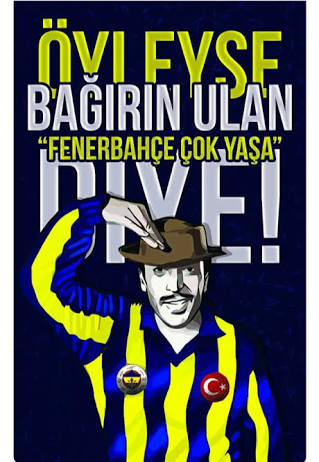 ÖYLEYSE
BAĞIRIN ULAN
“FENERBAHÇE ÇOK YAŞA”
DİYE!